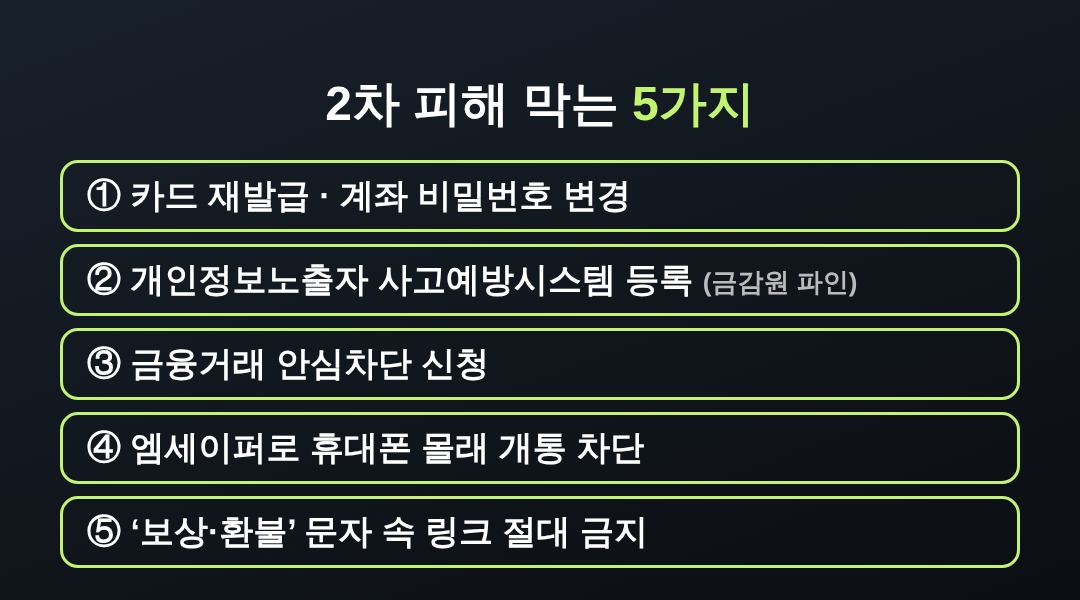 2차 피해 막는 5가지
① 카드 재발급 · 계좌 비밀번호 변경
② 개인정보노출자 사고예방시스템 등록 (금감원 파인)
③ 금융거래 안심차단 신청
④ 엠세이퍼로 휴대폰 몰래 개통 차단
⑤ ‘보상·환불’ 문자 속 링크 절대 금지